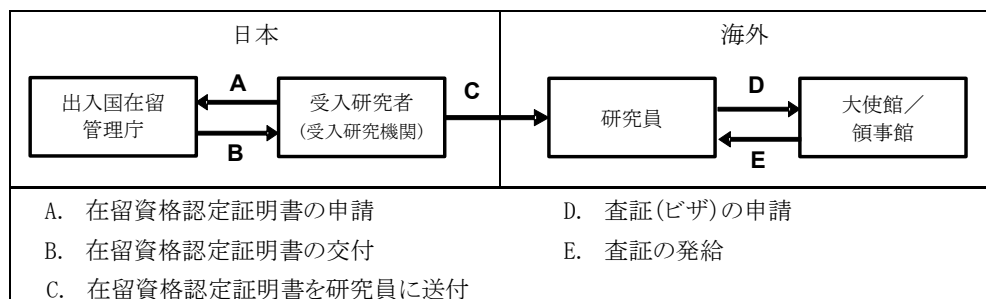 日本
海外
A
C
D
出入国在留
管理庁
受入研究者
(受入研究機関)
研究員
大使館／
領事館
B
E
A. 在留資格認定証明書の申請
D. 査証(ビザ)の申請
B. 在留資格認定証明書の交付
E. 査証の発給
C. 在留資格認定証明書を研究員に送付